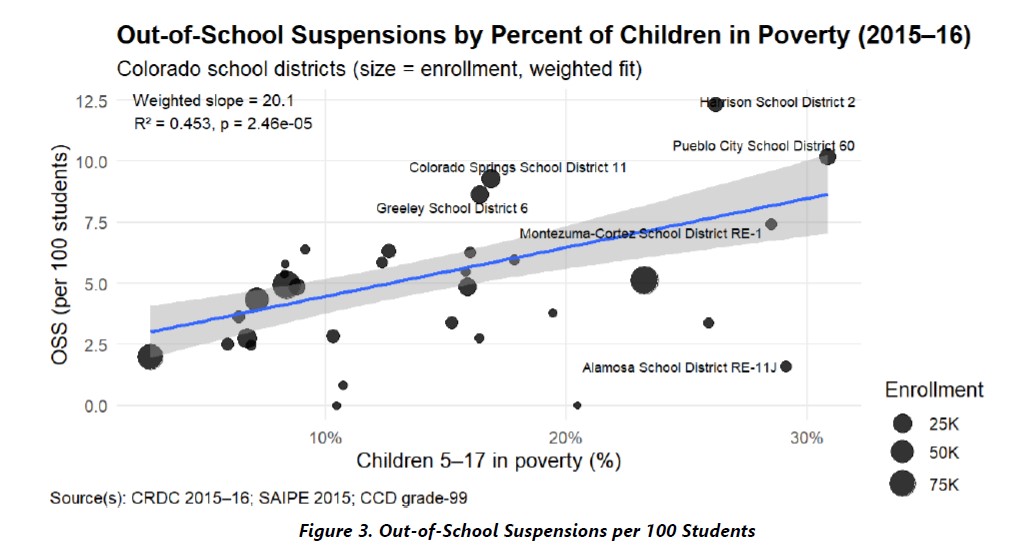 Out-of-School Suspensions by Percent of Children in Poverty (2015–16)
Colorado school districts (size = enrollment, weighted fit)
Weighted slope = 20.1
R² = 0.453, p = 2.46e-05
OSS (per 100 students)
12.5
10.0
7.5
5.0
2.5
0.0
Harrison School District 2
Pueblo City School District 60
Colorado Springs School District 11
Greeley School District 6
Montezuma-Cortez School District RE-1
Alamosa School District RE-11J
10%
20%
30%
Children 5–17 in poverty (%)
Enrollment
25K
50K
75K
Source(s): CRDC 2015–16; SAIPE 2015; CCD grade-99
Figure 3. Out-of-School Suspensions per 100 Students